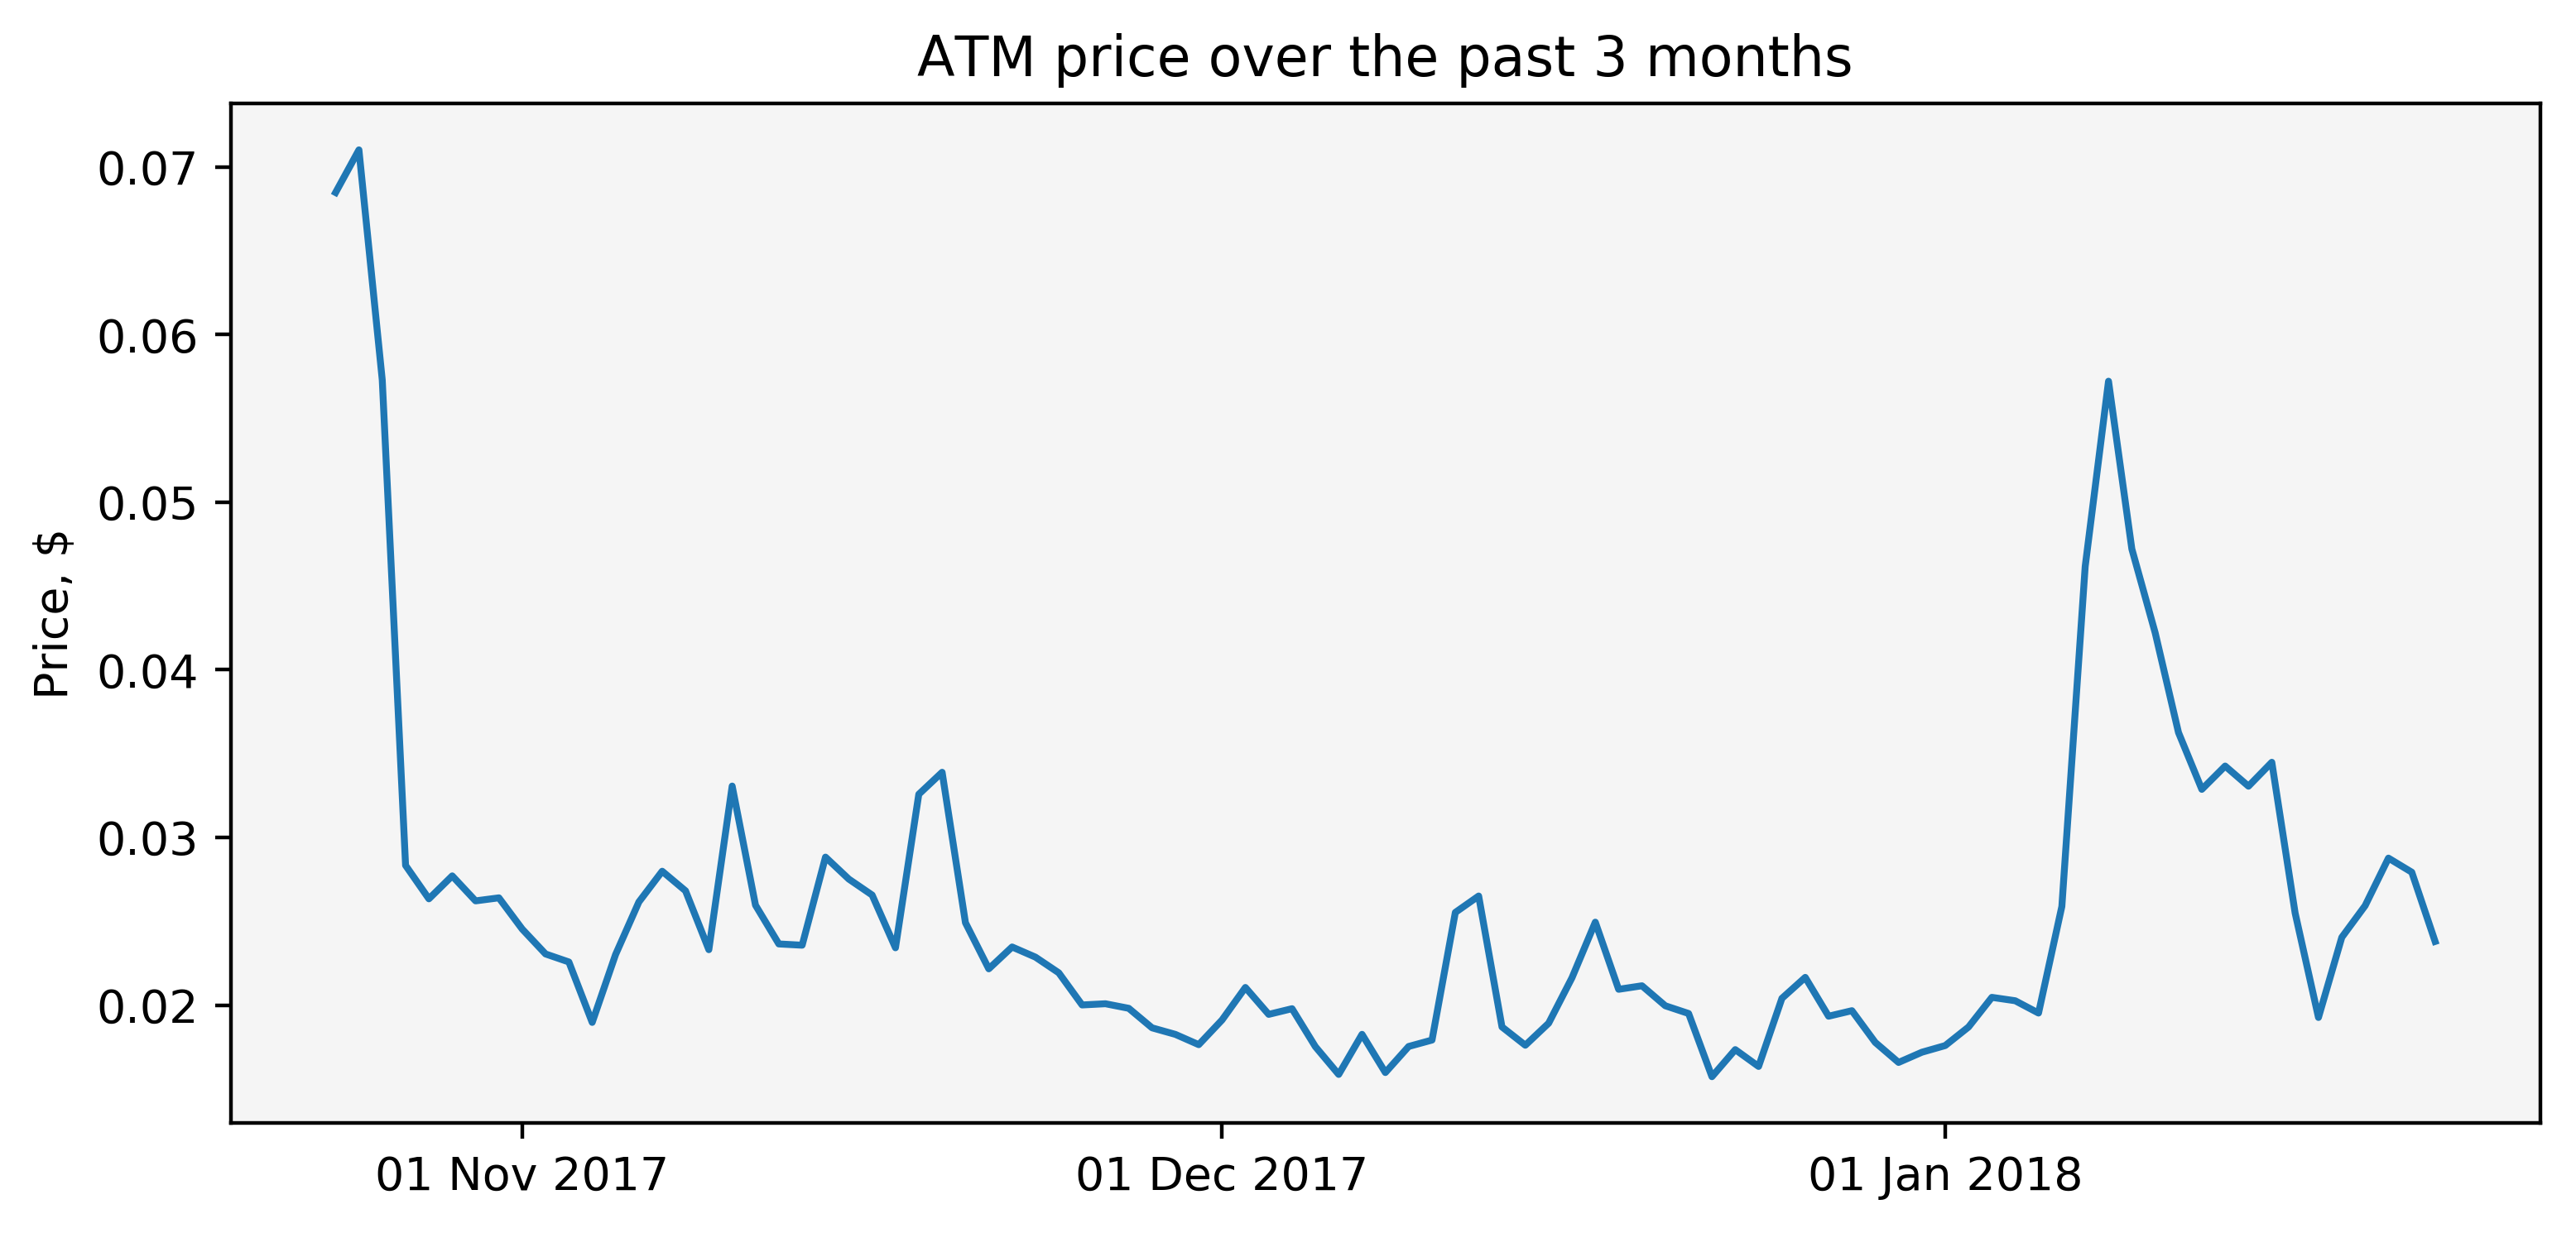 ATM price over the past 3 months
Price, $
0.07
0.06
0.05
0.04
0.03
0.02
01 Nov 2017
01 Dec 2017
01 Jan 2018